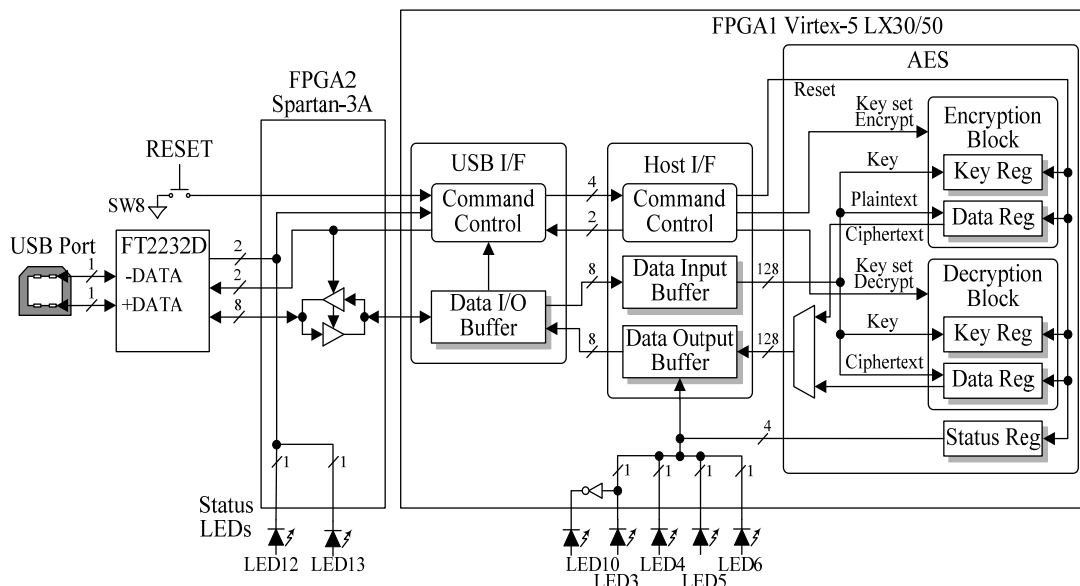 FPGA1 Virtex-5 LX30/50
AES
FPGA2
Spartan-3A
Reset
Key set
Encrypt
Encryption
Block
RESET
USB I/F
Host I/F
Key
Key Reg
SW8
Command
Control
4
Command
Control
2
Plaintext
Data Reg
Ciphertext
USB Port
FT2232D
2
1
-DATA
2
8
Data Input
Buffer
128
Key set
Decrypt
Decryption
Block
1
+DATA
8
Data I/O
Buffer
8
Data Output
Buffer
128
Key
Key Reg
Ciphertext
Data Reg
4
Status Reg
1
1
1
1
1
1
Status
LEDs
LED12
LED13
LED10
LED3
LED4
LED5
LED6